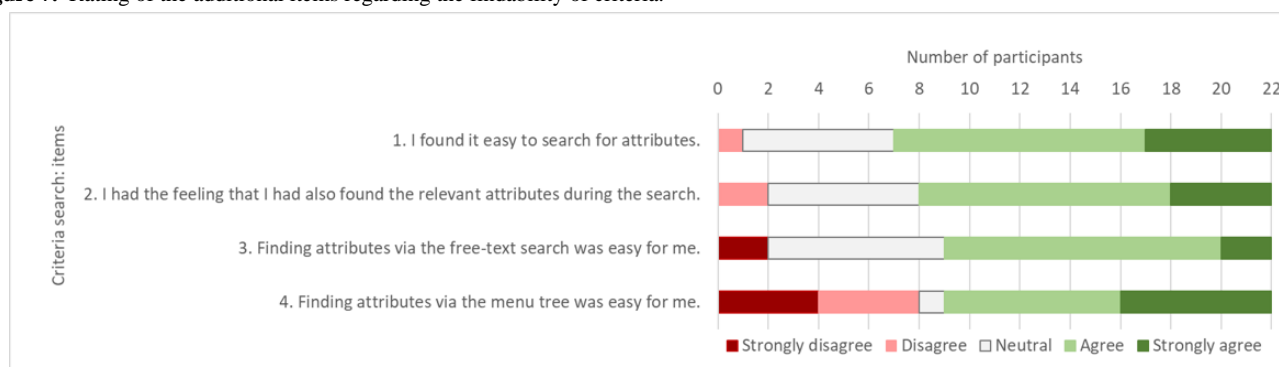 Number of participants
0 2 4 6 8 10 12 14 16 18 20 22
Criteria search: items
1. I found it easy to search for attributes.
2. I had the feeling that I had also found the relevant attributes during the search.
3. Finding attributes via the free-text search was easy for me.
4. Finding attributes via the menu tree was easy for me.
Strongly disagree Disagree Neutral Agree Strongly agree